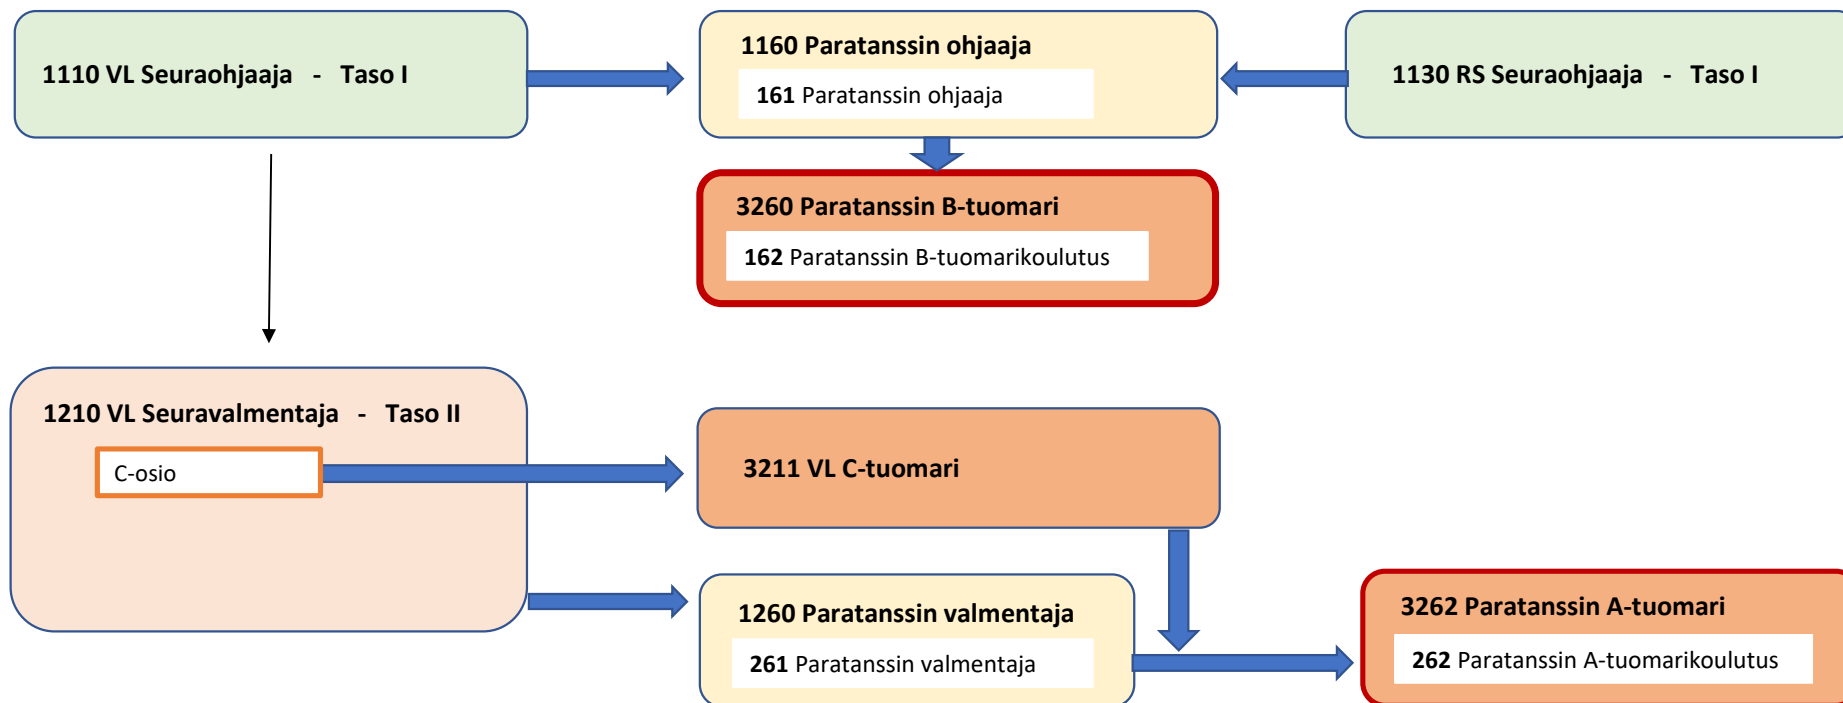 1110 VL Seuraohjaaja - Taso I
1160 Paratanssin ohjaaja
161 Paratanssin ohjaaja
1130 RS Seuraohjaaja - Taso I
3260 Paratanssin B-tuomari
162 Paratanssin B-tuomarikoulutus
1210 VL Seuravalmentaja - Taso II
C-osio
3211 VL C-tuomari
1260 Paratanssin valmentaja
261 Paratanssin valmentaja
3262 Paratanssin A-tuomari
262 Paratanssin A-tuomarikoulutus